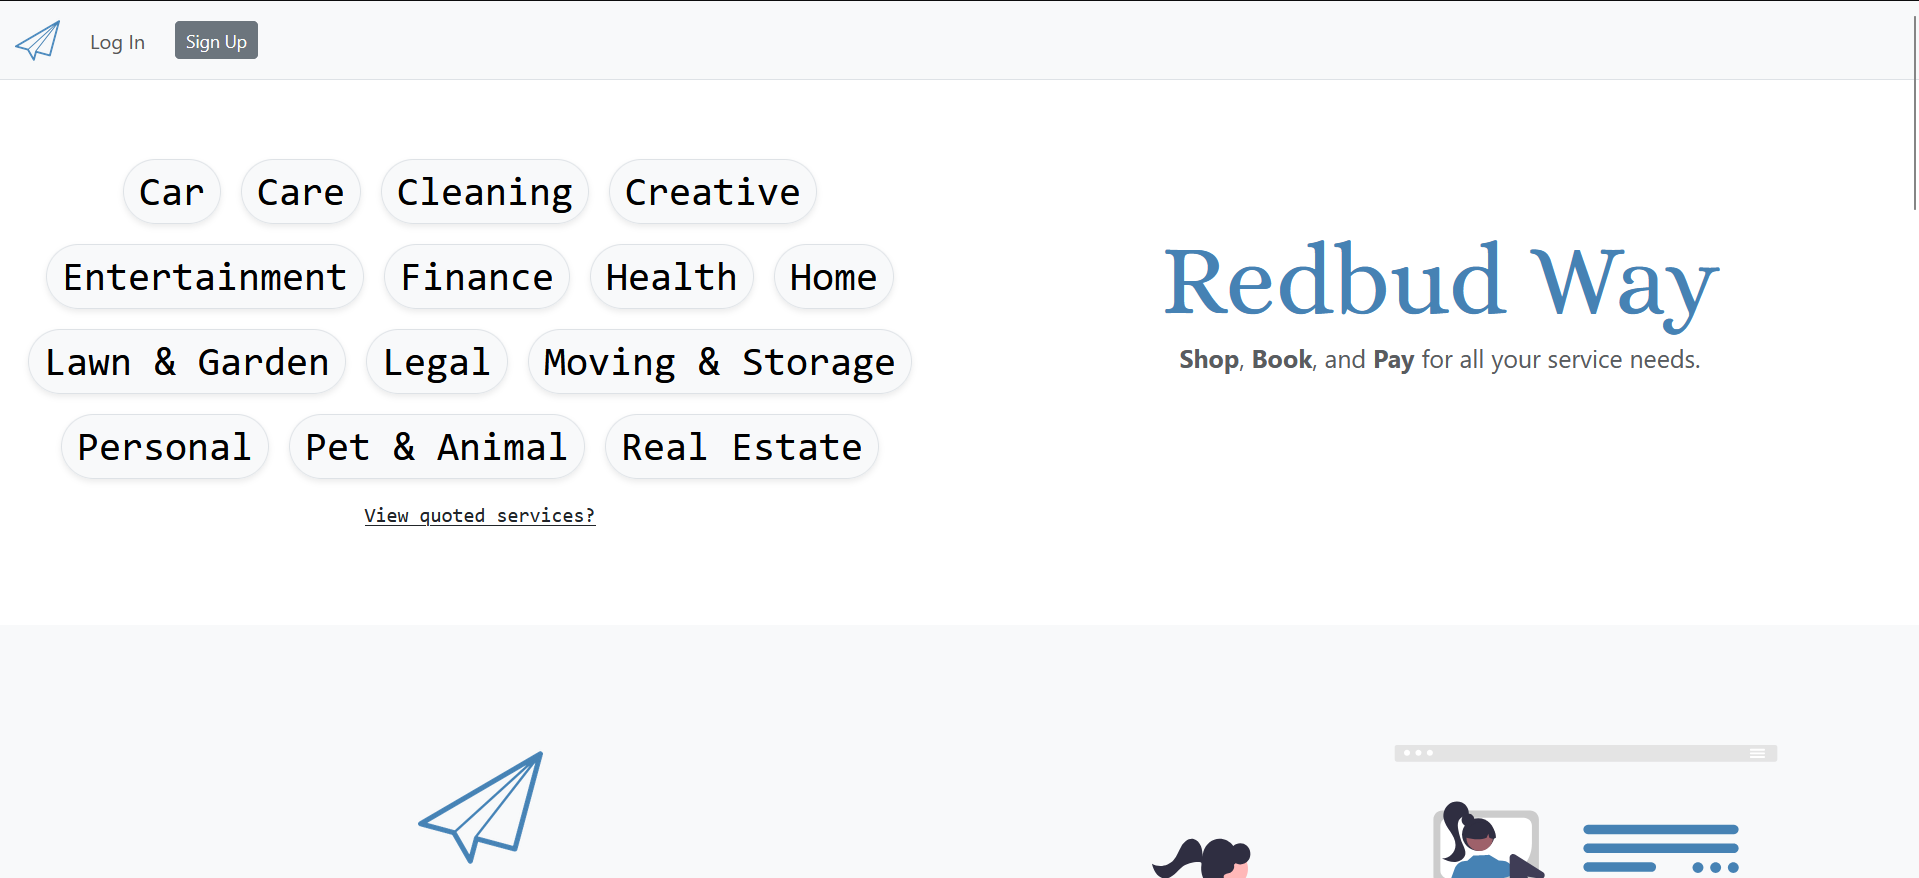 Log In Sign Up
Car Care Cleaning Creative
Entertainment Finance Health Home
Lawn & Garden Legal Moving & Storage
Personal Pet & Animal Real Estate
View quoted services?
Redbud Way
Shop, Book, and Pay for all your service needs.